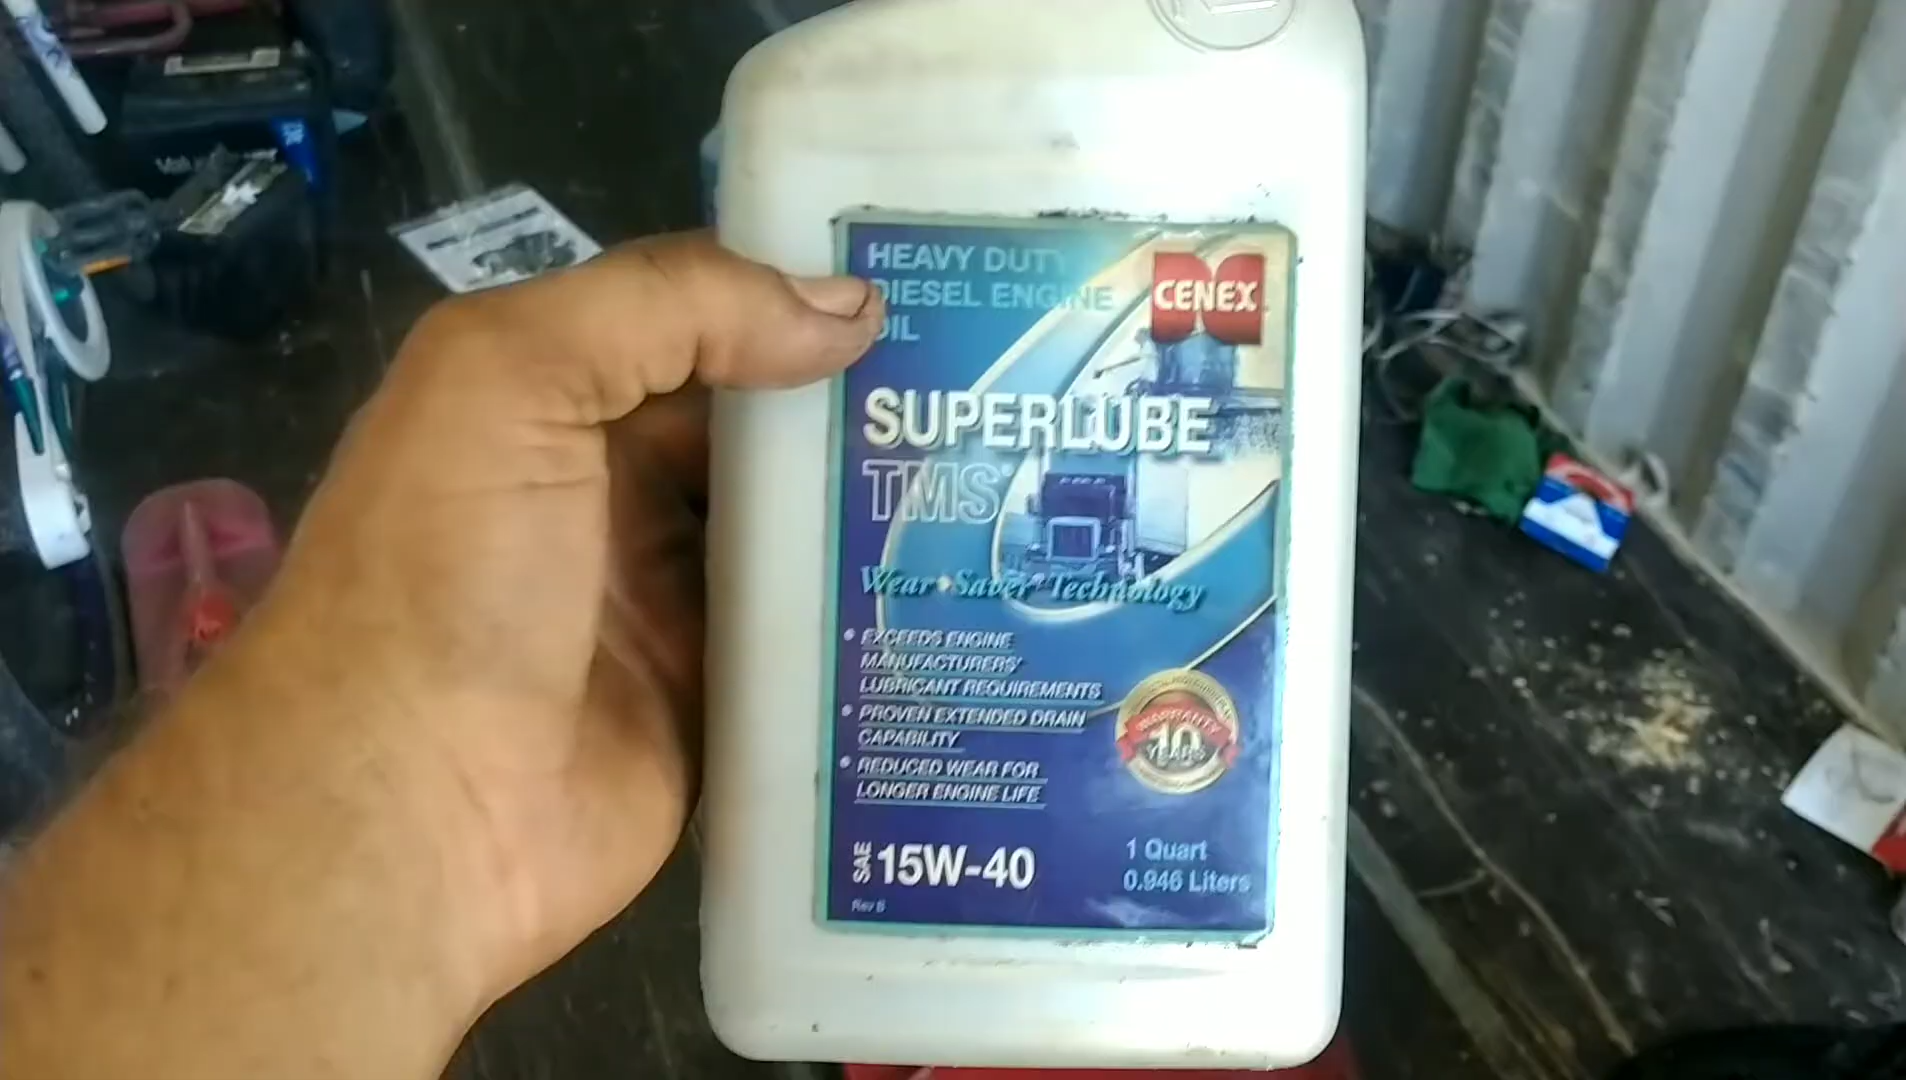 HEAVY DUTY
DIESEL ENGINE
OIL
CENEX
SUPERLUBE
TMS®
Wear • Saver® Technology
• EXCEEDS ENGINE
MANUFACTURERS'
LUBRICANT REQUIREMENTS
• PROVEN EXTENDED DRAIN
CAPABILITY
• REDUCED WEAR FOR
LONGER ENGINE LIFE
WARRANTY
10
YEARS
SAE 15W-40
1 Quart
0.946 Liters
Rev B